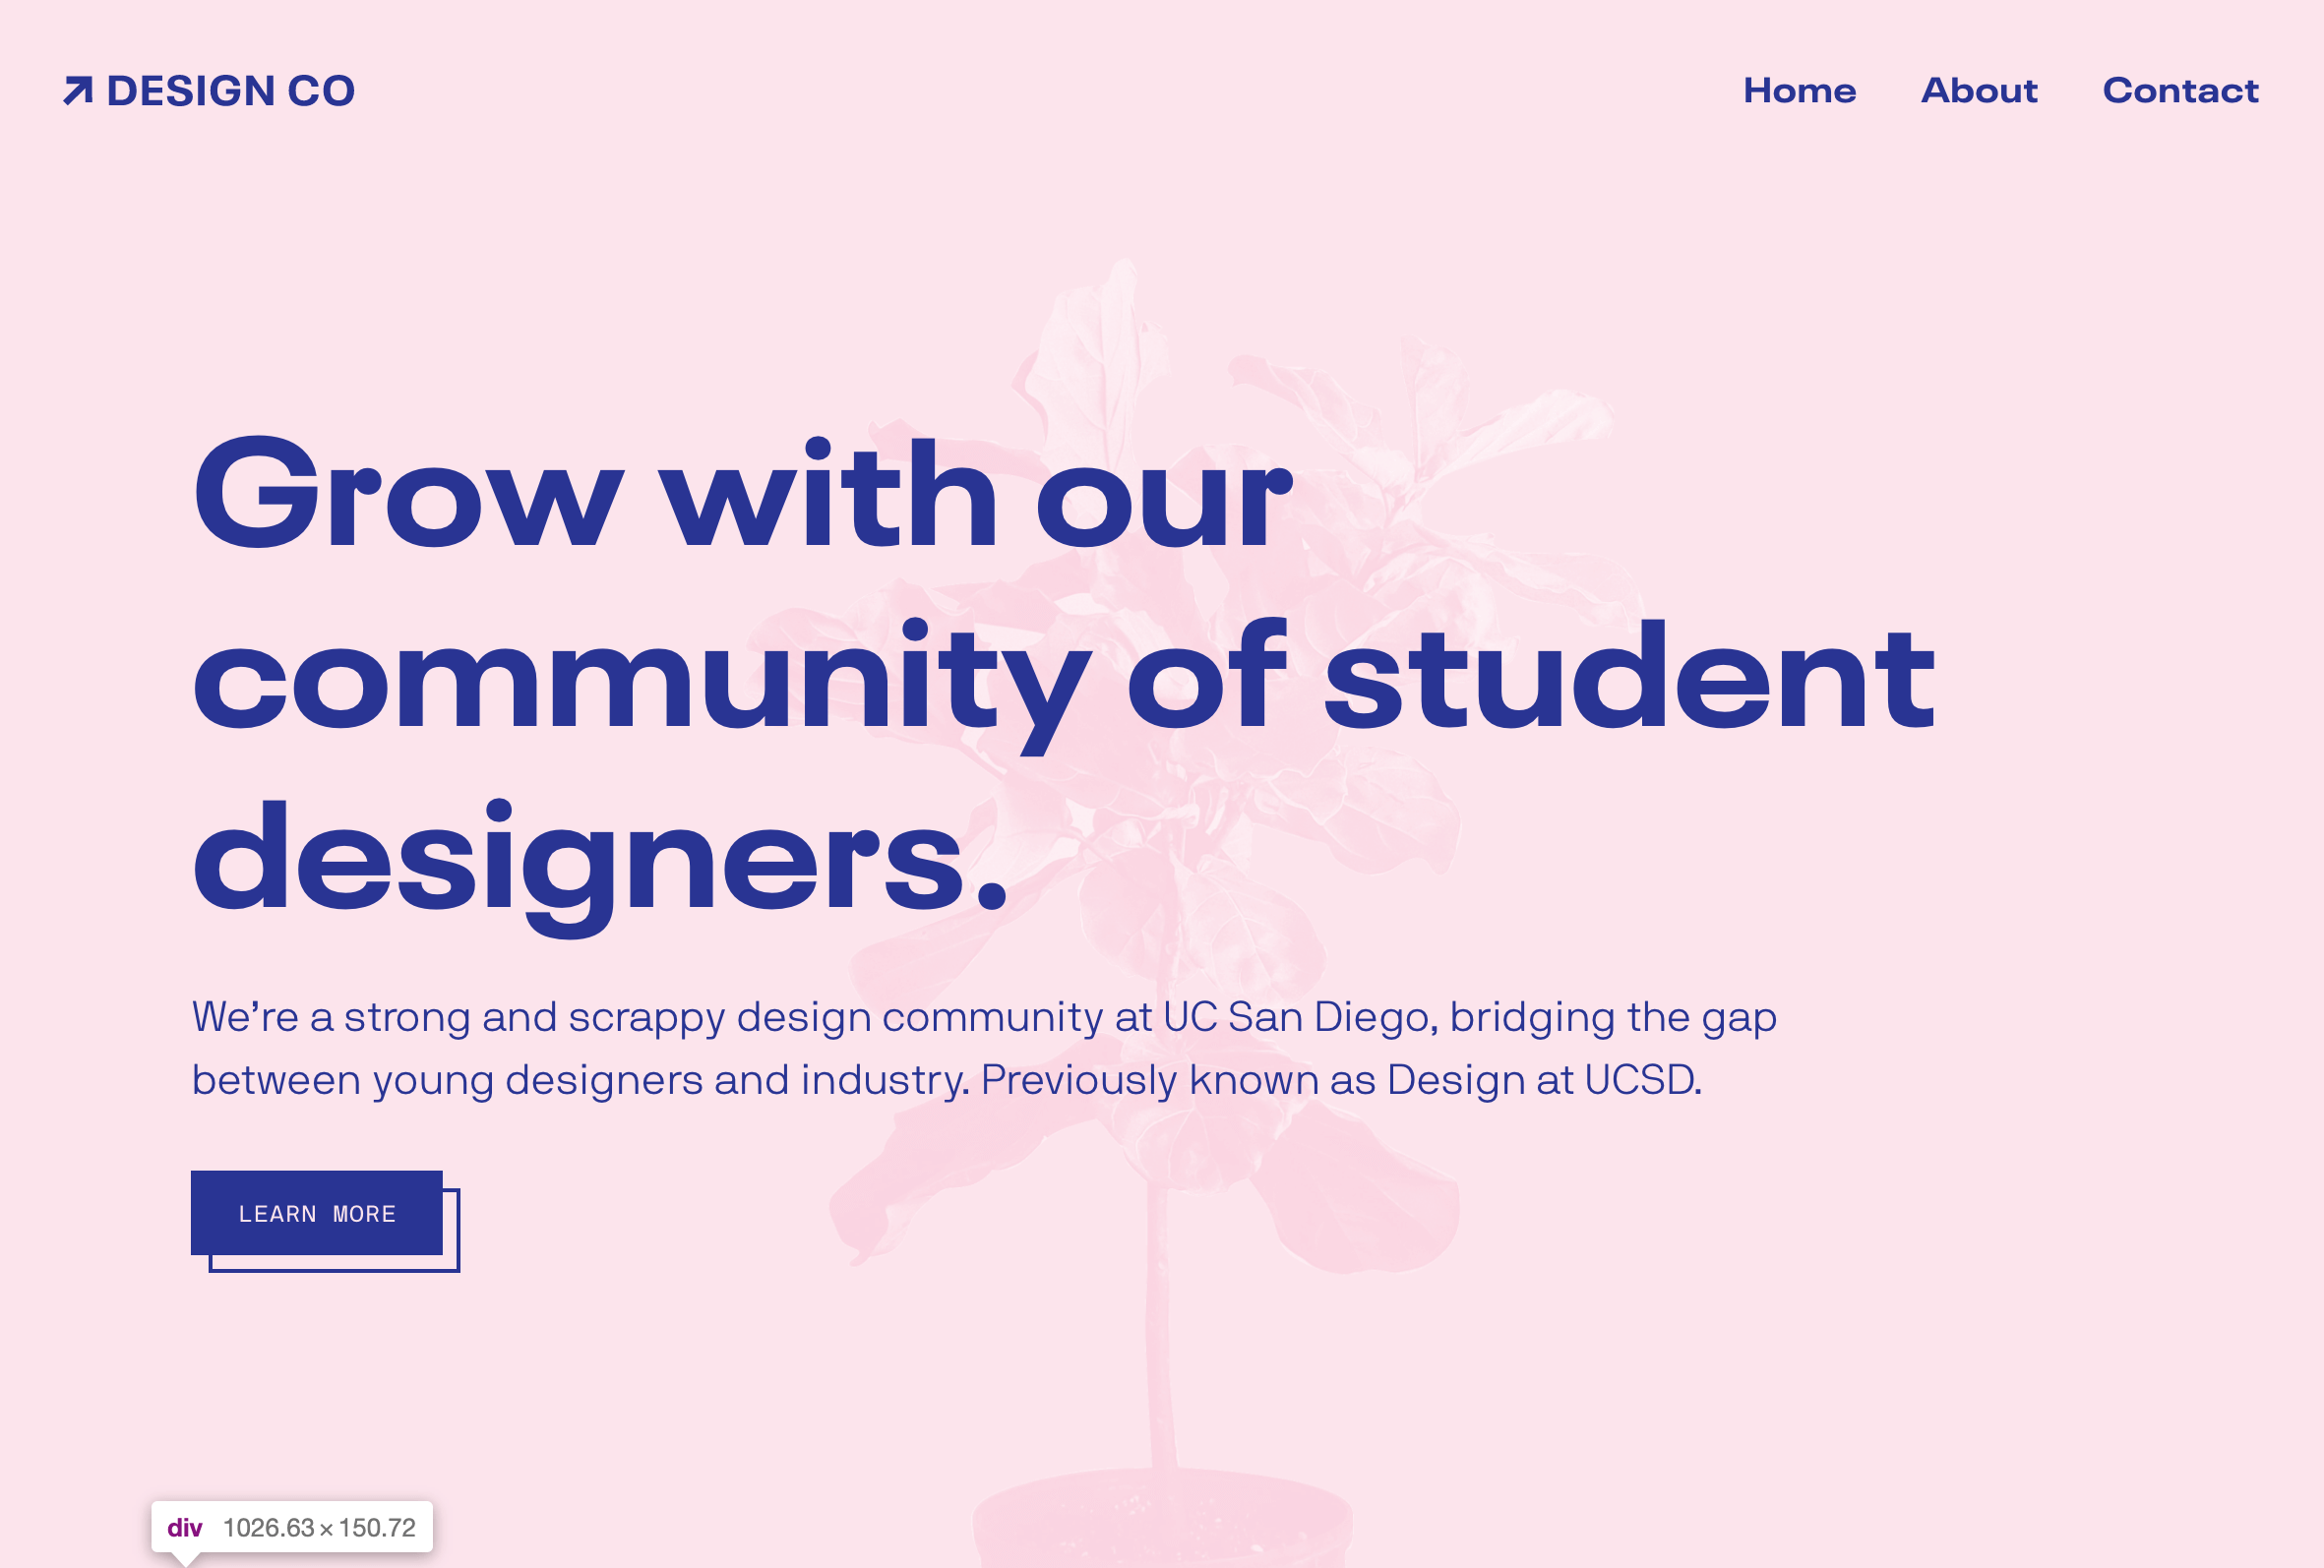 DESIGN CO
Home About Contact
Grow with our
community of student
designers.
We’re a strong and scrappy design community at UC San Diego, bridging the gap
between young designers and industry. Previously known as Design at UCSD.
LEARN MORE
div 1026.63 × 150.72